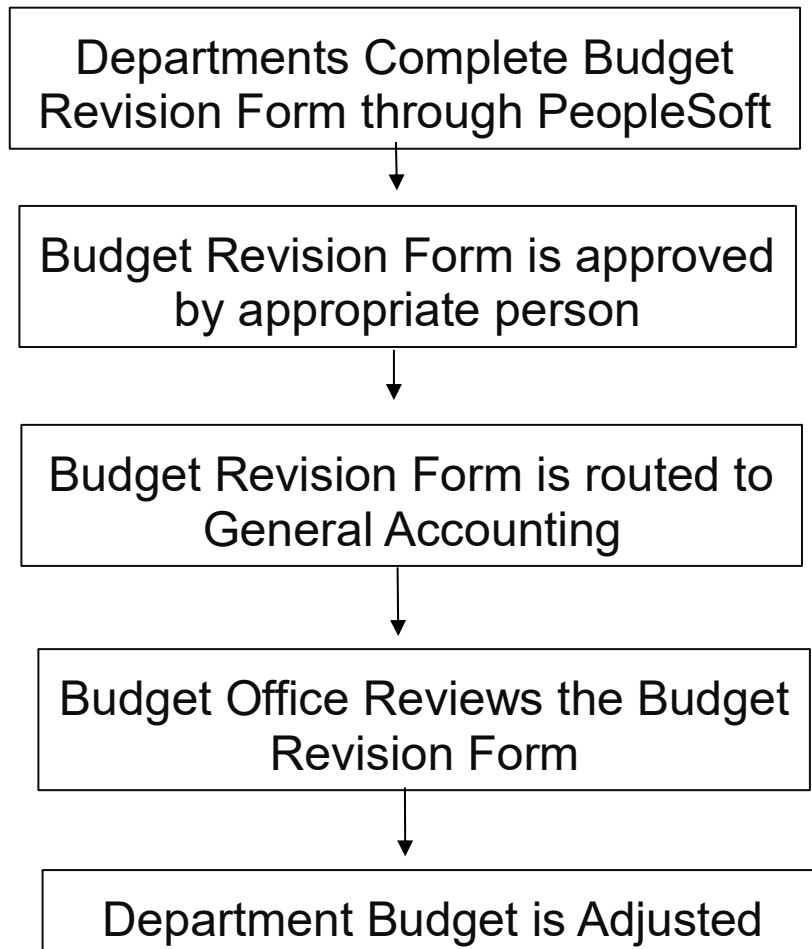 Departments Complete Budget
Revision Form through PeopleSoft
Budget Revision Form is approved
by appropriate person
Budget Revision Form is routed to
General Accounting
Budget Office Reviews the Budget
Revision Form
Department Budget is Adjusted